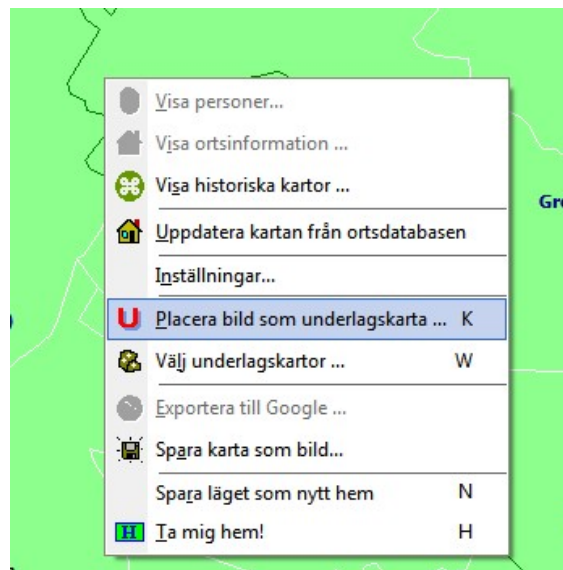 Visa personer...
Visa ortsinformation ...
Visa historiska kartor ...
Gr
Uppdatera kartan från ortsdatabasen
Inställningar...
U Placera bild som underlagskarta ... K
Välj underlagskartor ... W
Exportera till Google ...
Spara karta som bild...
Spara läget som nytt hem N
H Ta mig hem! H